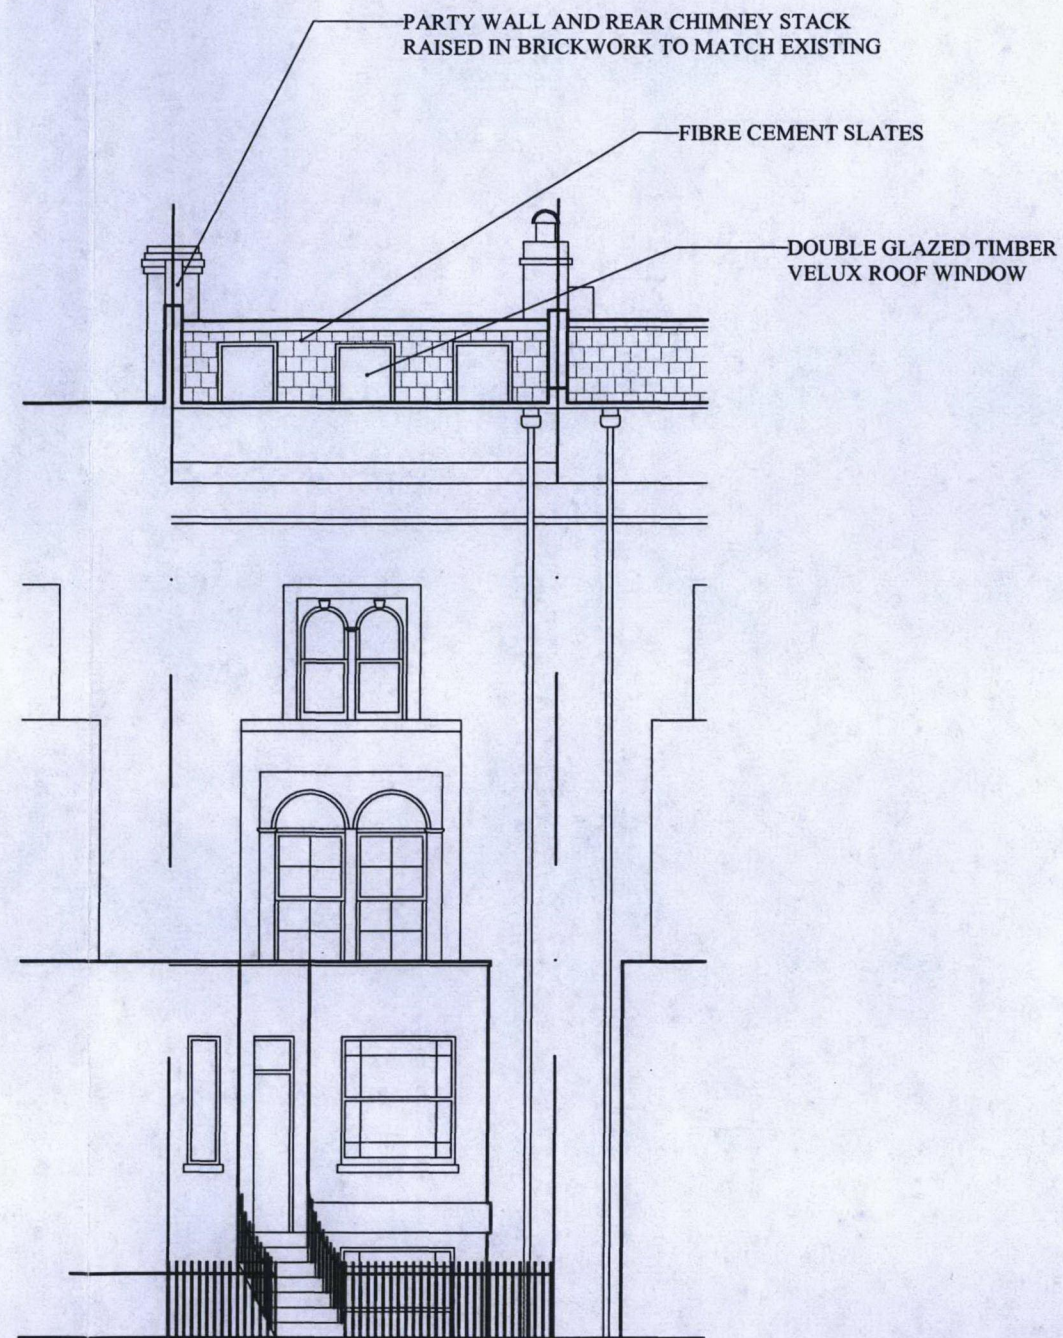 PARTY WALL AND REAR CHIMNEY STACK
RAISED IN BRICKWORK TO MATCH EXISTING
FIBRE CEMENT SLATES
DOUBLE GLAZED TIMBER
VELUX ROOF WINDOW